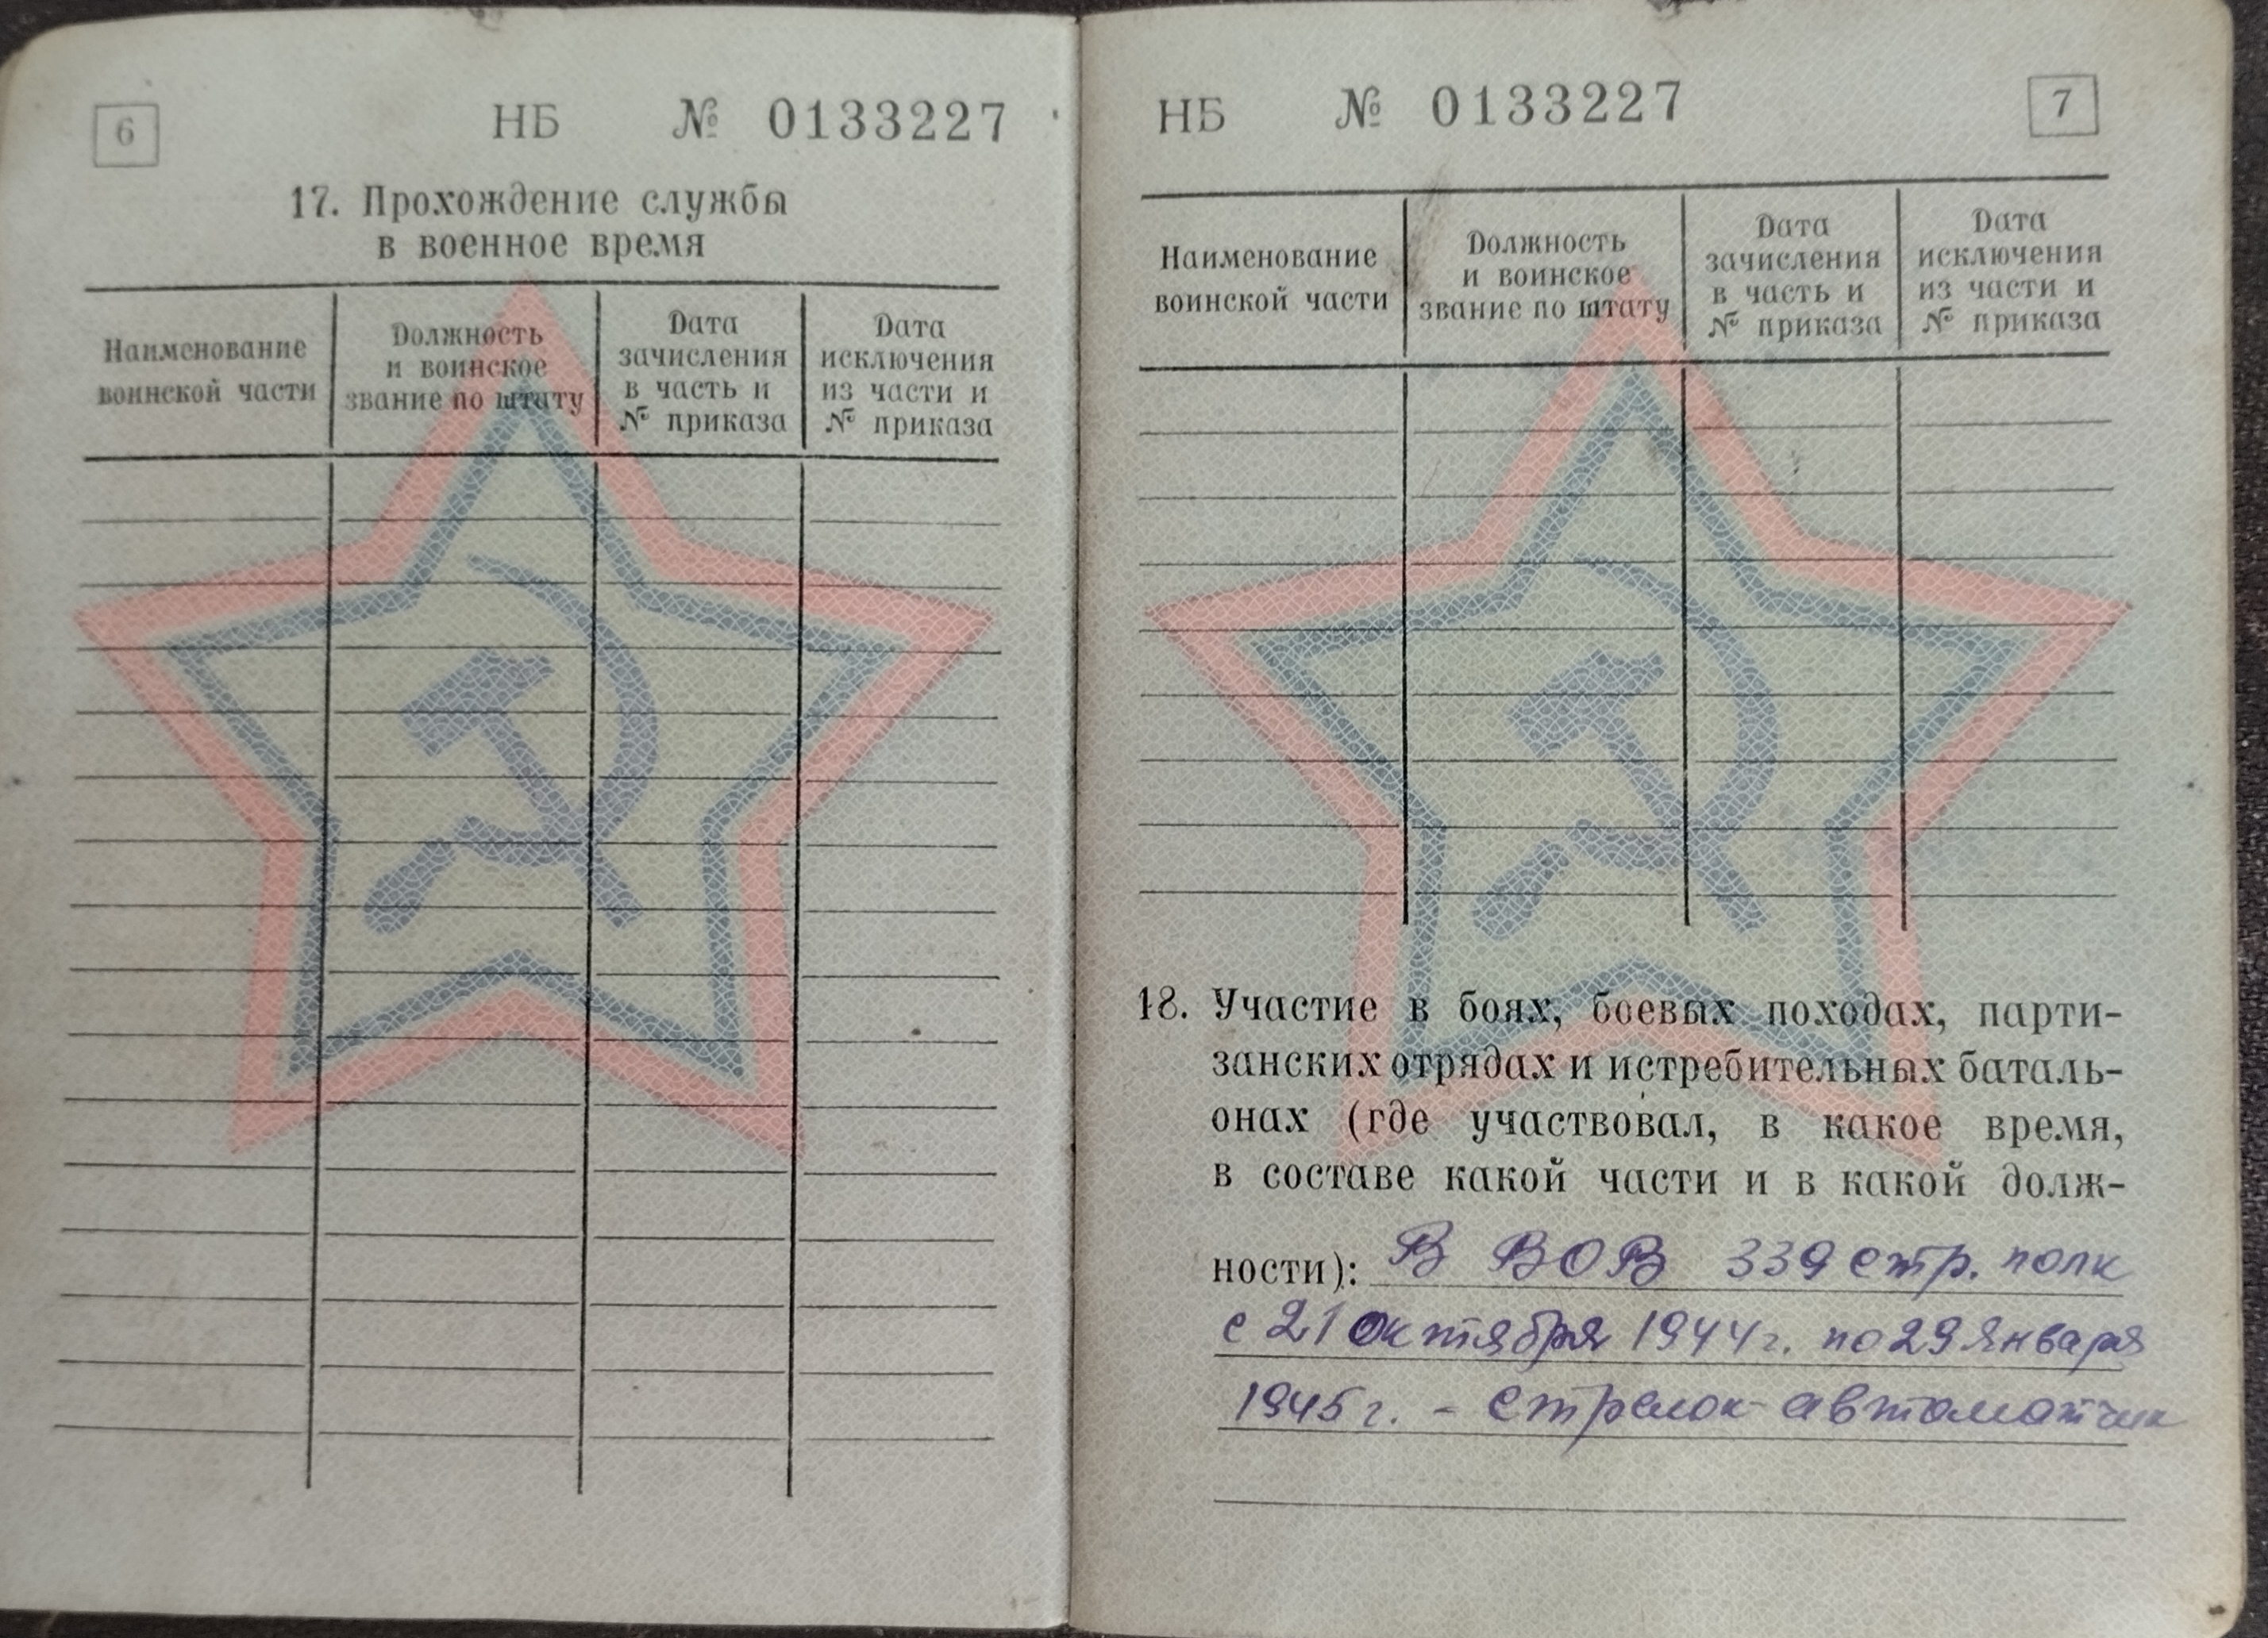 6
НБ № 0133227
17. Прохождение службы
в военное время
Наименование
воинской части
Должность
и воинское
звание по штату
Дата
зачисления
в часть и
№ приказа
Дата
исключения
из части и
№ приказа
НБ № 0133227
7
Наименование
воинской части
Должность
и воинское
звание по штату
Дата
зачисления
в часть и
№ приказа
Дата
исключения
из части и
№ приказа
18. Участие в боях, боевых походах, парти-
занских отрядах и истребительных баталь-
онах (где участвовал, в какое время,
в составе какой части и в какой долж-
ности): В ВОВ 339 стр. полк
с 21 октября 1944 г. по 29 января
1945 г. - стрелок-автоматчик